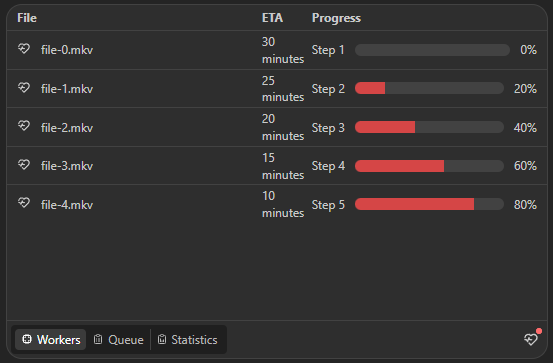 File ETA Progress
file-0.mkv 30 minutes Step 1 0%
file-1.mkv 25 minutes Step 2 20%
file-2.mkv 20 minutes Step 3 40%
file-3.mkv 15 minutes Step 4 60%
file-4.mkv 10 minutes Step 5 80%
Workers Queue Statistics